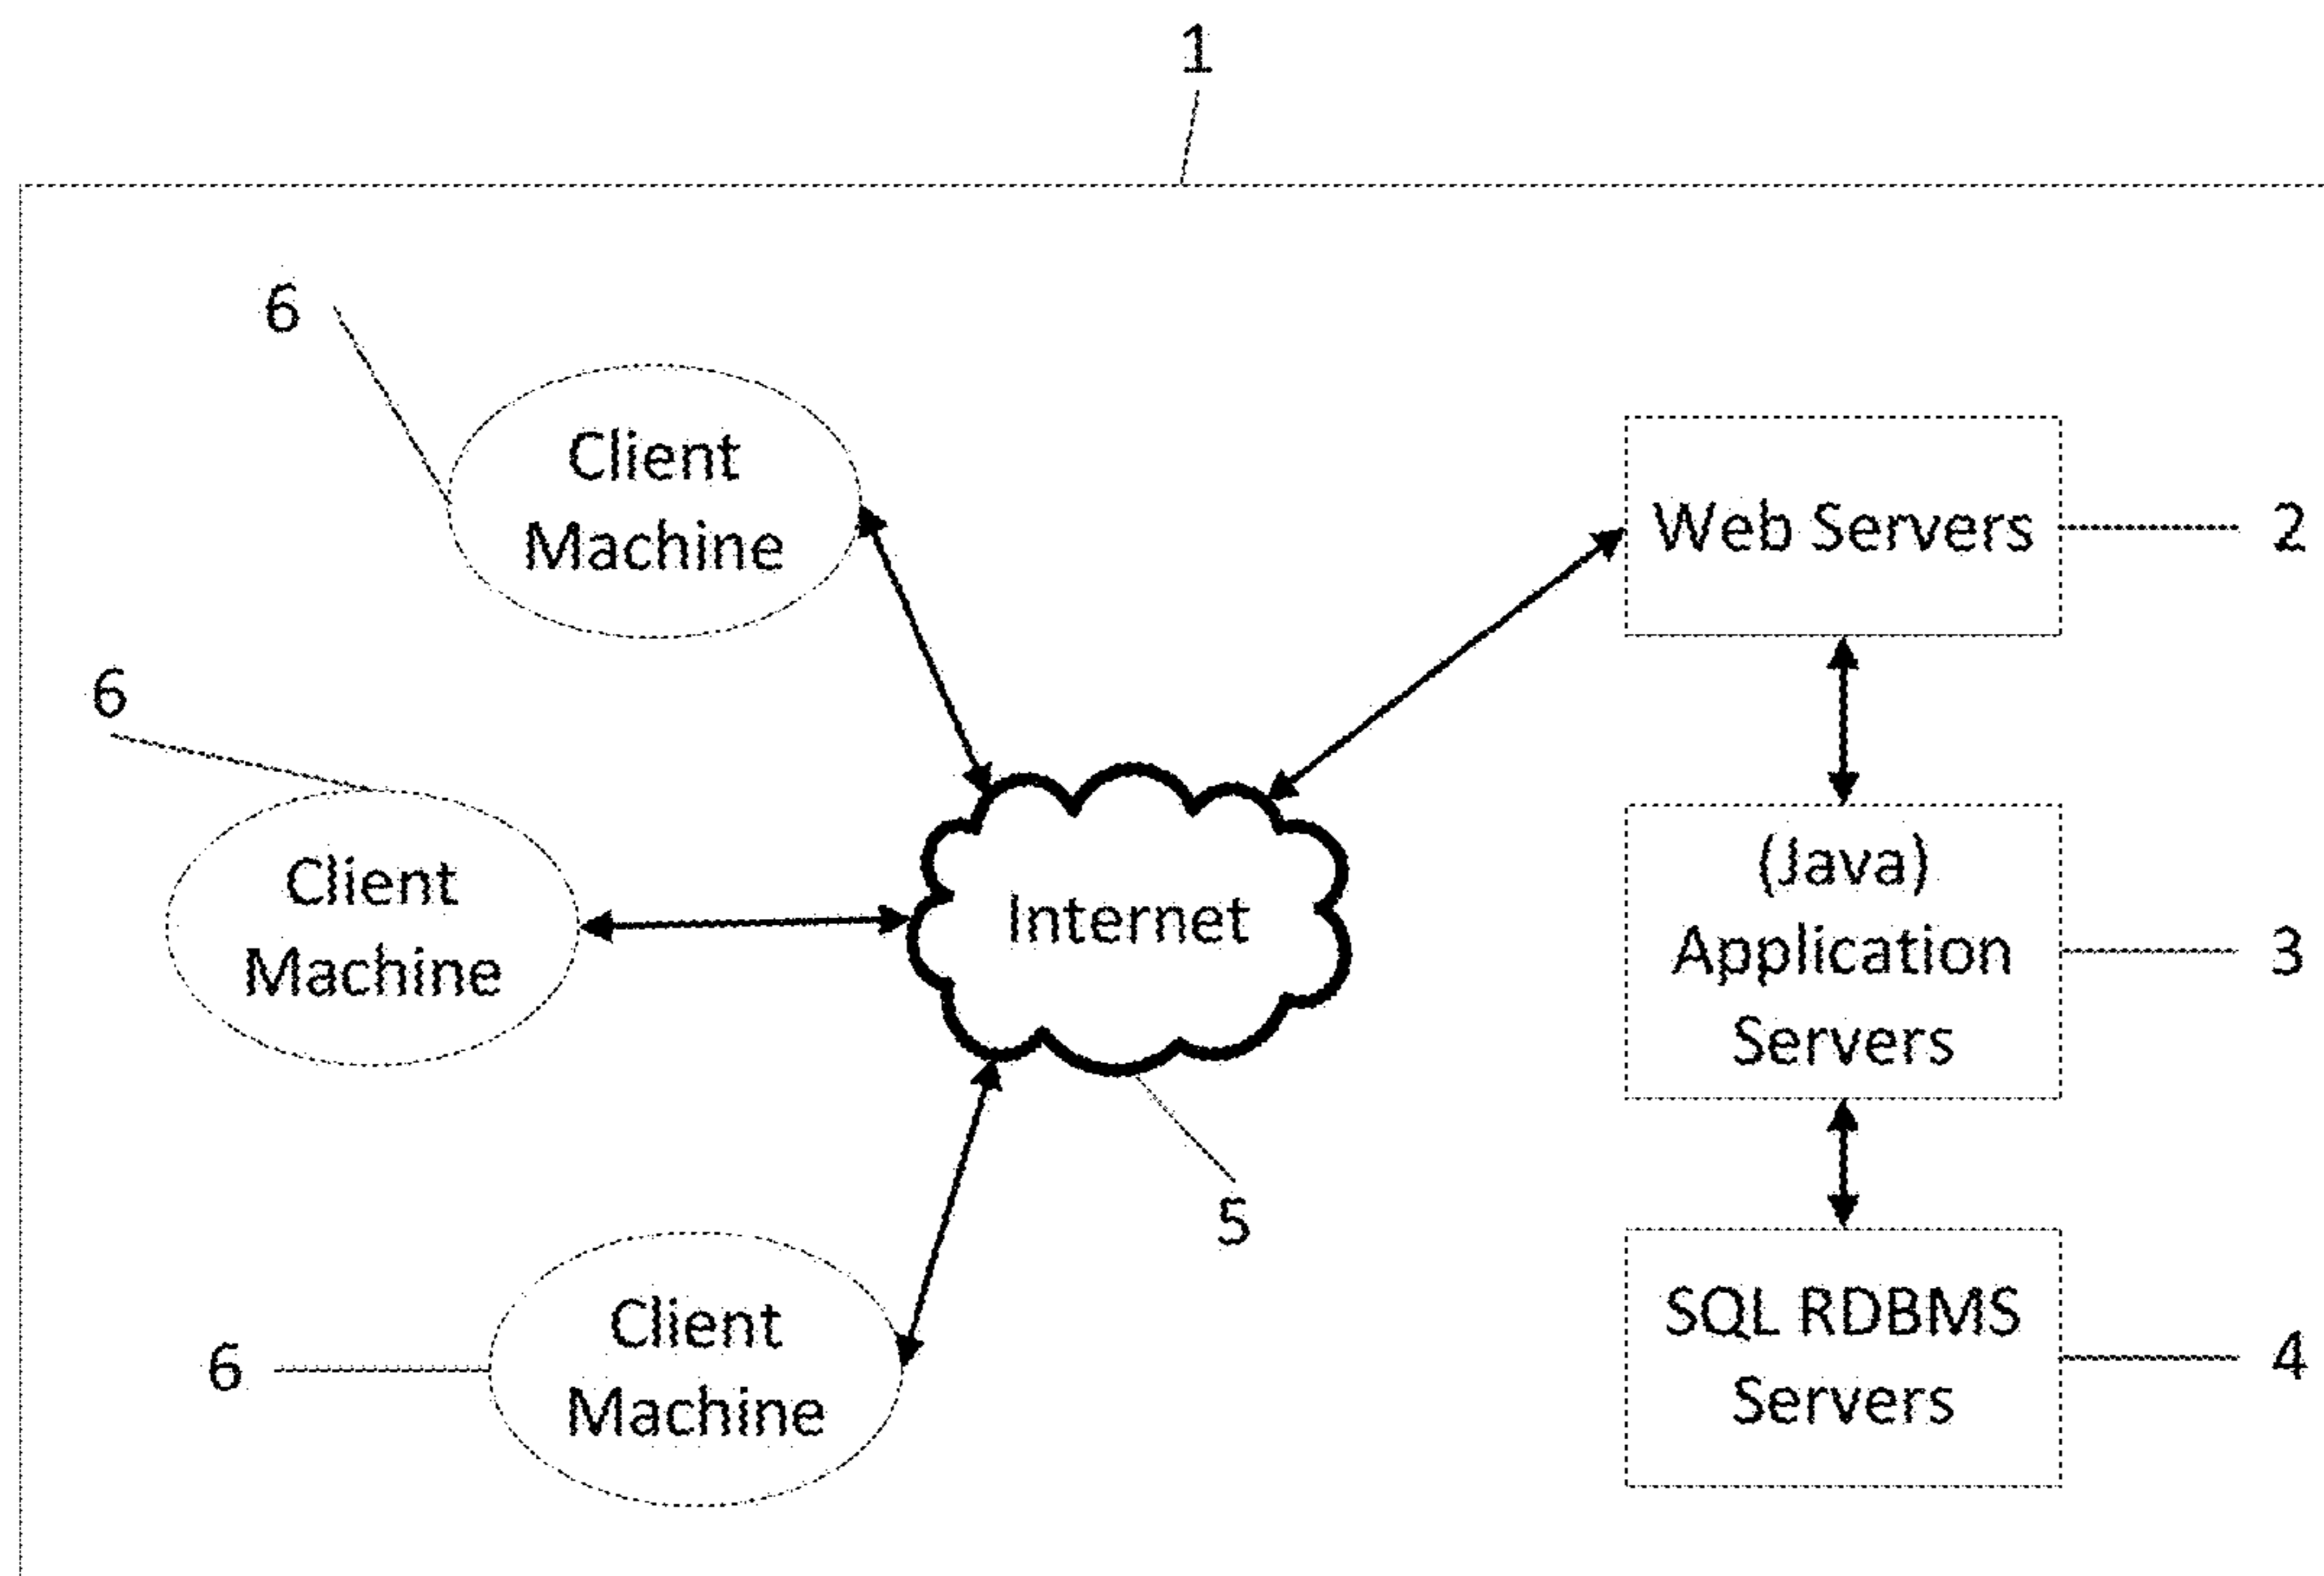 1
6
Client
Machine
Web Servers
2
6
Client
Machine
Internet
(Java)
Application
Servers
3
5
Client
Machine
6
SQL RDBMS
Servers
4